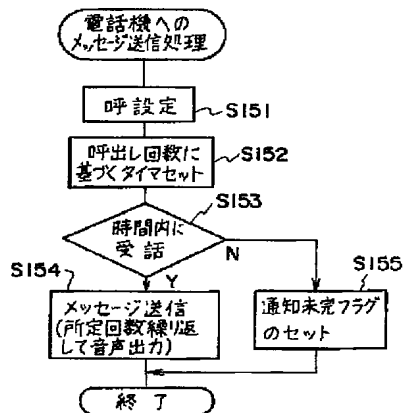 電話機への
メッセージ送信処理
呼設定
S151
呼出し回数に
基づくタイマセット
S152
時間内に
受話
S153
N
Y
S154
メッセージ送信
(所定回数繰り返
して音声出力)
S155
通知未完フラグ
のセット
終了